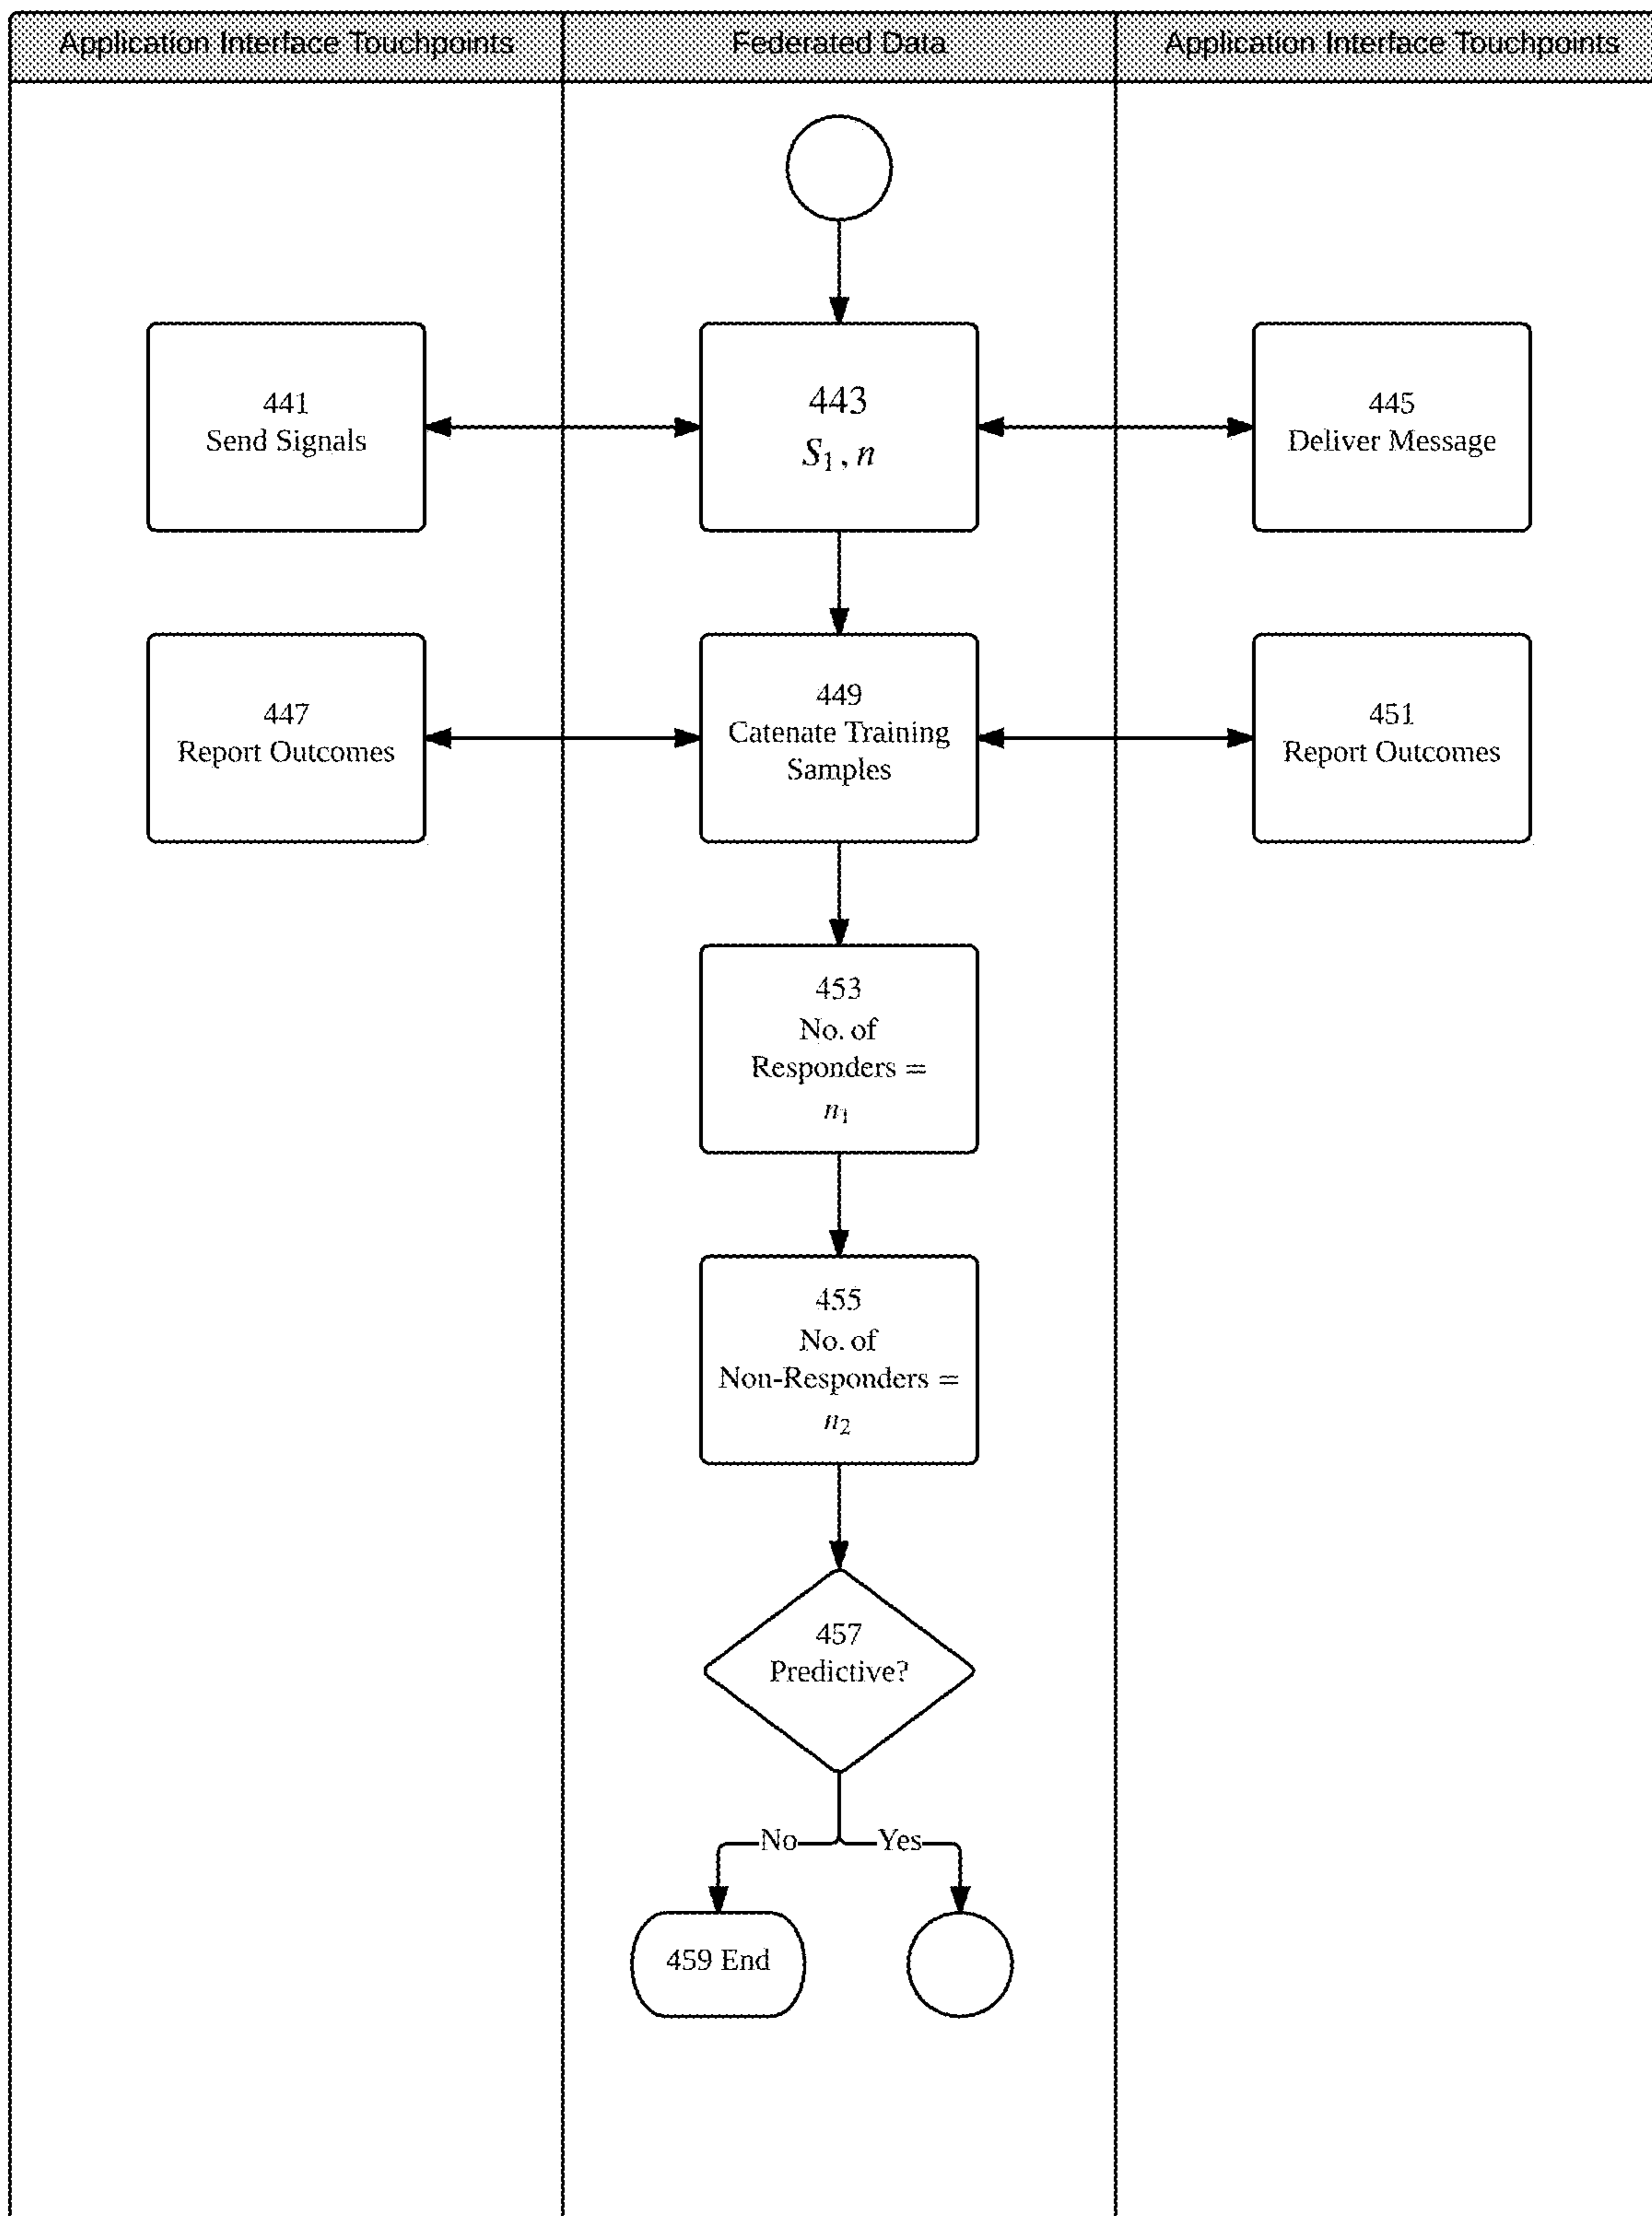 Application Interface Touchpoints
Federated Data
Application Interface Touchpoints
441
Send Signals
443
S₁, n
445
Deliver Message
447
Report Outcomes
449
Catenate Training
Samples
451
Report Outcomes
453
No. of
Responders =
n₁
455
No. of
Non-Responders =
n₂
457
Predictive?
No
Yes
459 End